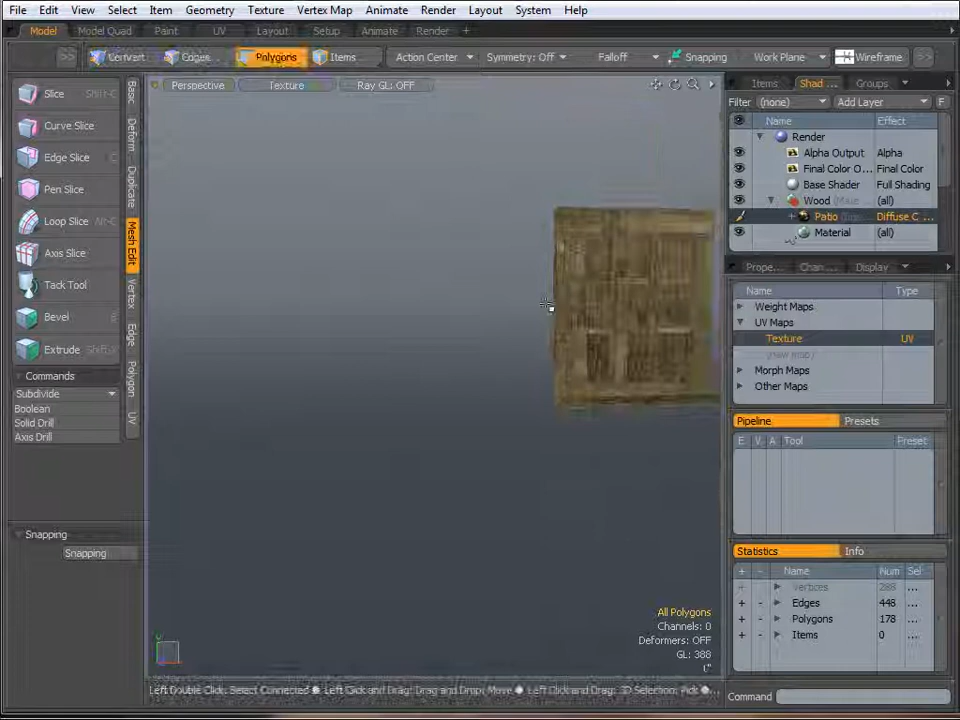 File Edit View Select Item Geometry Texture Vertex Map Animate Render Layout System Help
Model Model Quad Paint UV Layout Setup Animate Render +
Convert Edges Polygons Items Action Center Symmetry: Off Falloff Snapping Work Plane Wireframe
Slice Shift-C
Curve Slice
Edge Slice C
Pen Slice
Loop Slice Alt-C
Axis Slice
Tack Tool
Bevel B
Extrude
Commands
Subdivide
Boolean
Solid Drill
Axis Drill
Snapping
Snapping
Basic
Deform
Duplicate
Mesh Edit
Vertex
Edge
Polygon
UV
Perspective Texture Ray GL: OFF
All Polygons
Channels: 0
Deformers: OFF
GL: 388
1"
Left Double Click: Select Connected ● Left Click and Drag: Drag and Drop: Move ● Left Click and Drag: 3D Selection: Pick ● ...
Items Shad ... Groups
Filter (none) Add Layer F
Name Effect
Render
Alpha Output Alpha
Final Color O... Final Color
Base Shader Full Shading
Wood (all)
Patio Diffuse C ...
Material (all)
Prope... Chan... Display
Name Type
Weight Maps
UV Maps
Texture UV
(new map)
Morph Maps
Other Maps
Pipeline Presets
E V. A Tool Preset
Statistics Info
+ - Name Num Sel
+ Vertices 288 ...
+ - Edges 448 ...
+ - Polygons 178 ...
+ - Items 0 ...
Command